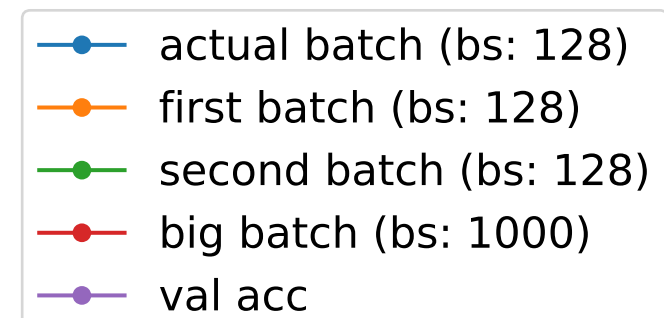 actual batch (bs: 128)
first batch (bs: 128)
second batch (bs: 128)
big batch (bs: 1000)
val acc